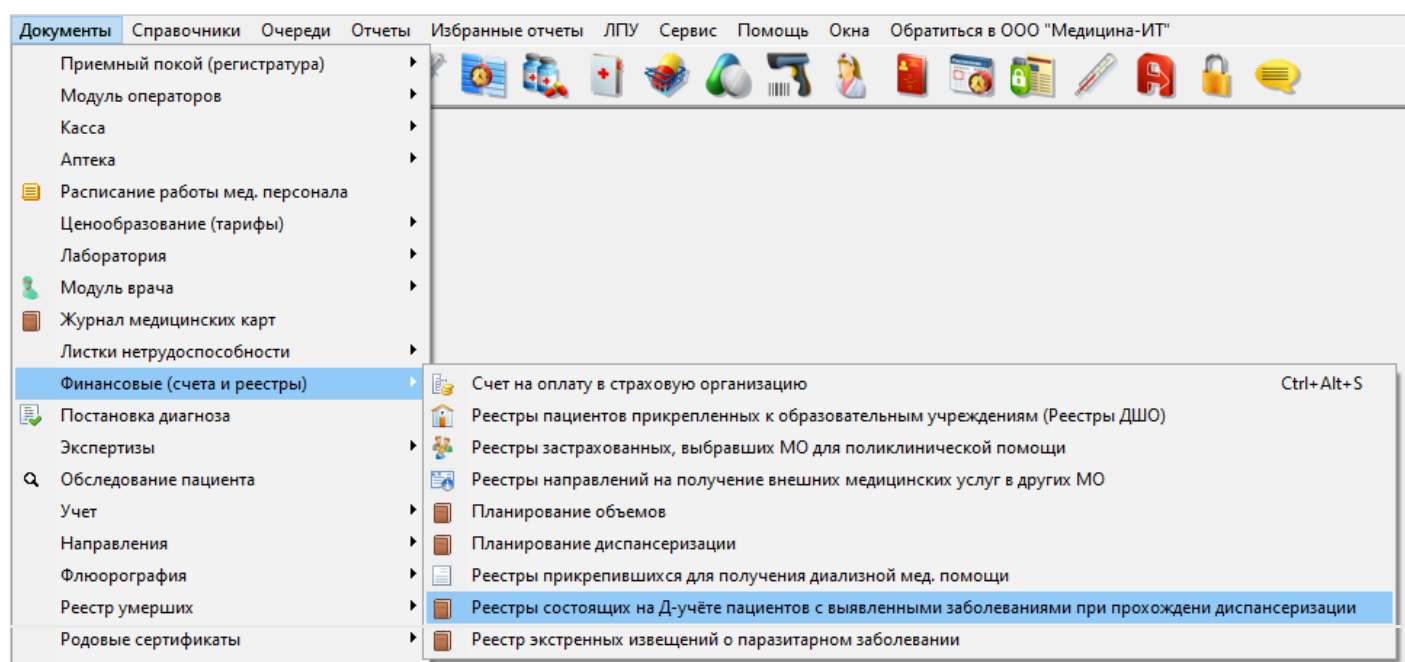 Документы Справочники Очереди Отчеты Избранные отчеты ЛПУ Сервис Помощь Окна Обратиться в ООО "Медицина-ИТ"
Приемный покой (регистратура)
Модуль операторов
Касса
Аптека
Расписание работы мед. персонала
Ценообразование (тарифы)
Лаборатория
Модуль врача
Журнал медицинских карт
Листки нетрудоспособности
Финансовые (счета и реестры)
Постановка диагноза
Экспертизы
Обследование пациента
Учет
Направления
Флюорография
Реестр умерших
Родовые сертификаты
Счет на оплату в страховую организацию Ctrl+Alt+S
Реестры пациентов прикрепленных к образовательным учреждениям (Реестры ДШО)
Реестры застрахованных, выбравших МО для поликлинической помощи
Реестры направлений на получение внешних медицинских услуг в других МО
Планирование объемов
Планирование диспансеризации
Реестры прикрепившихся для получения диализной мед. помощи
Реестры состоящих на Д-учёте пациентов с выявленными заболеваниями при прохождени диспансеризации
Реестр экстренных извещений о паразитарном заболевании